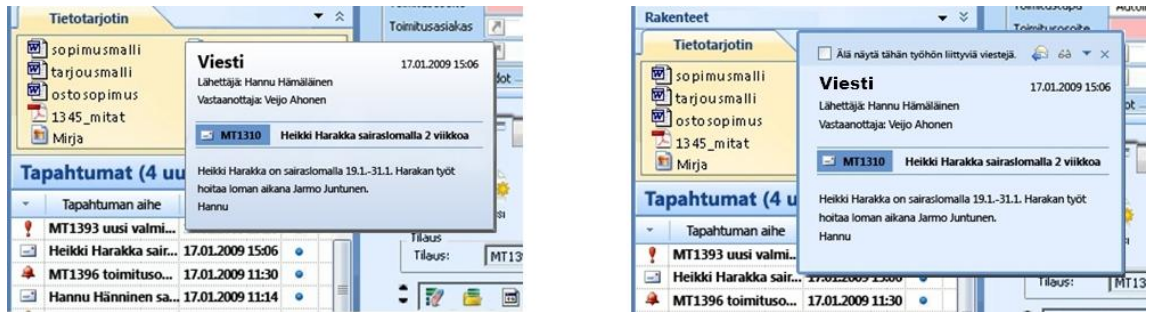 Tietotarjotin
Toimitusasiakas
sopimusmalli
tarjousmalli
ostosopimus
1345_mitat
Mirja
Viesti
17.01.2009 15:06
Lähettäjä: Hannu Hämäläinen
Vastaanottaja: Veijo Ahonen
MT1310 Heikki Harakka sairaslomalla 2 viikkoa
Heikki Harakka on sairaslomalla 19.1.-31.1. Harakan työt
hoitaa loman aikana Jarmo Juntunen.
Hannu
Tapahtumat (4 uu
Tapahtuman aihe
MT1393 uusi valmi...
Heikki Harakka sair... 17.01.2009 15:06
MT1396 toimituso... 17.01.2009 11:30
Hannu Hänninen sa... 17.01.2009 11:14
Tilaus
Tilaus: MT13
Rakenteet
Tietotarjotin
sopimusmalli
tarjousmalli
ostosopimus
1345_mitat
Mirja
Älä näytä tähän työhön liittyviä viestejä.
Viesti
17.01.2009 15:06
Lähettäjä: Hannu Hämäläinen
Vastaanottaja: Veijo Ahonen
MT1310 Heikki Harakka sairaslomalla 2 viikkoa
Heikki Harakka on sairaslomalla 19.1.-31.1. Harakan työt
hoitaa loman aikana Jarmo Juntunen.
Hannu
Tapahtumat (4 u
Tapahtuman aihe
MT1393 uusi valmi...
Heikki Harakka sair... 17.01.2009 15:06
MT1396 toimituso... 17.01.2009 11:30
Tilaus: MT13